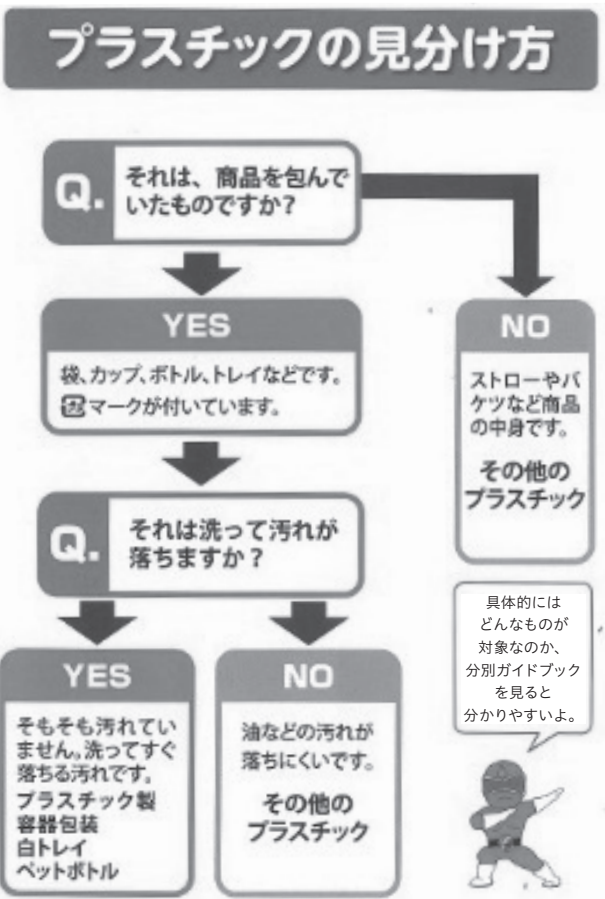 プラスチックの見分け方
Q.
それは、商品を包んで
いたものですか?
YES
袋、カップ、ボトル、トレイなどです。
プラマークが付いています。
NO
ストローやバ
ケツなど商品
の中身です。
その他の
プラスチック
Q.
それは洗って汚れが
落ちますか?
YES
そもそも汚れてい
ません。洗ってすぐ
落ちる汚れです。
プラスチック製
容器包装
白トレイ
ペットボトル
NO
油などの汚れが
落ちにくいです。
その他の
プラスチック
具体的には
どんなものが
対象なのか、
分別ガイドブック
を見ると
分かりやすいよ。